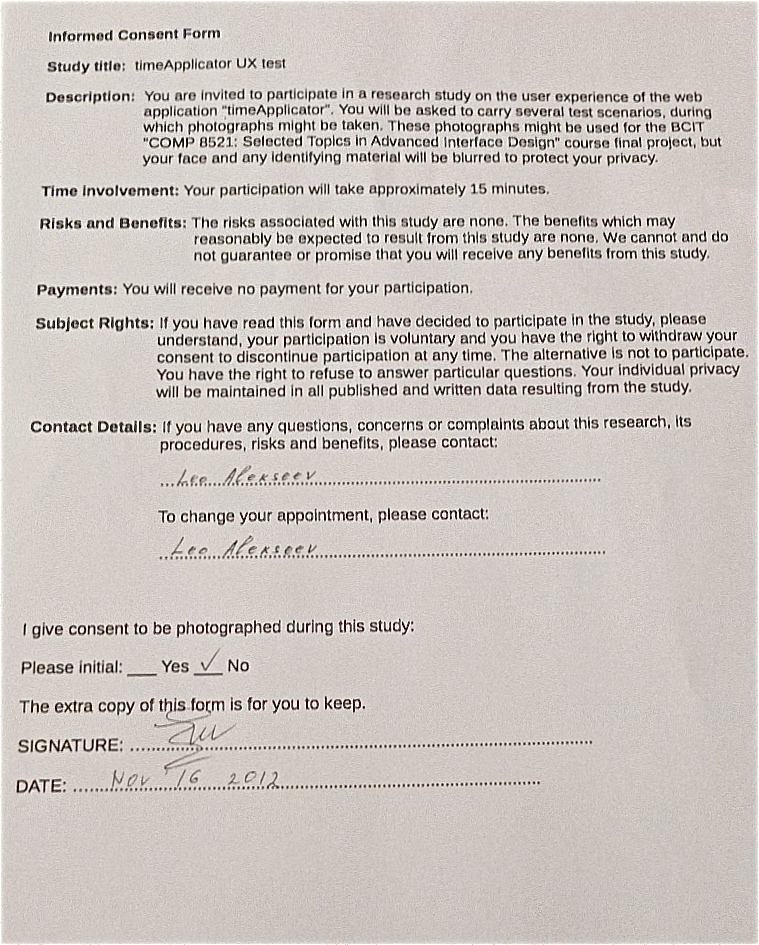 Informed Consent Form
Study title: timeApplicator UX test
Description: You are invited to participate in a research study on the user experience of the web
application "timeApplicator". You will be asked to carry several test scenarios, during
which photographs might be taken. These photographs might be used for the BCIT
"COMP 8521: Selected Topics in Advanced Interface Design" course final project, but
your face and any identifying material will be blurred to protect your privacy.
Time involvement: Your participation will take approximately 15 minutes.
Risks and Benefits: The risks associated with this study are none. The benefits which may
reasonably be expected to result from this study are none. We cannot and do
not guarantee or promise that you will receive any benefits from this study.
Payments: You will receive no payment for your participation.
Subject Rights: If you have read this form and have decided to participate in the study, please
understand, your participation is voluntary and you have the right to withdraw your
consent to discontinue participation at any time. The alternative is not to participate.
You have the right to refuse to answer particular questions. Your individual privacy
will be maintained in all published and written data resulting from the study.
Contact Details: If you have any questions, concerns or complaints about this research, its
procedures, risks and benefits, please contact:
Leo Alekseev
To change your appointment, please contact:
Leo Alekseev
I give consent to be photographed during this study:
Please initial: ___ Yes ✓ No
The extra copy of this form is for you to keep.
SIGNATURE:
DATE: Nov 16 2012